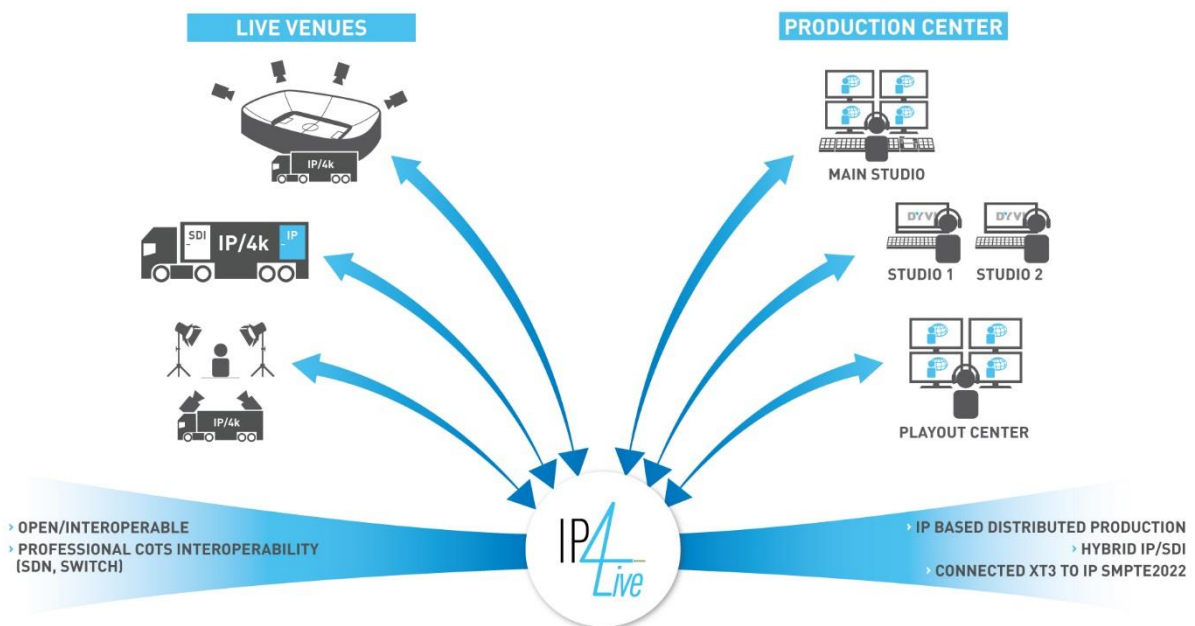 LIVE VENUES
IP/4k
SDI
IP/4k
IP
IP/4k
PRODUCTION CENTER
MAIN STUDIO
DYVI
DYVI
STUDIO 1
STUDIO 2
PLAYOUT CENTER
› OPEN/INTEROPERABLE
› PROFESSIONAL COTS INTEROPERABILITY
(SDN, SWITCH)
IP4Live
› IP BASED DISTRIBUTED PRODUCTION
› HYBRID IP/SDI
› CONNECTED XT3 TO IP SMPTE2022